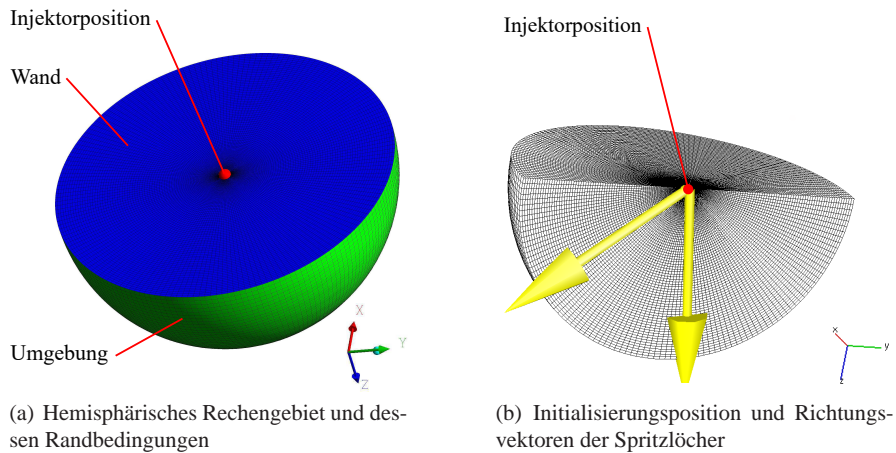 Injektorposition
Wand
Umgebung
X
Y
Z
(a) Hemisphärisches Rechengebiet und des-
sen Randbedingungen
Injektorposition
x
y
z
(b) Initialisierungsposition und Richtungs-
vektoren der Spritzlöcher